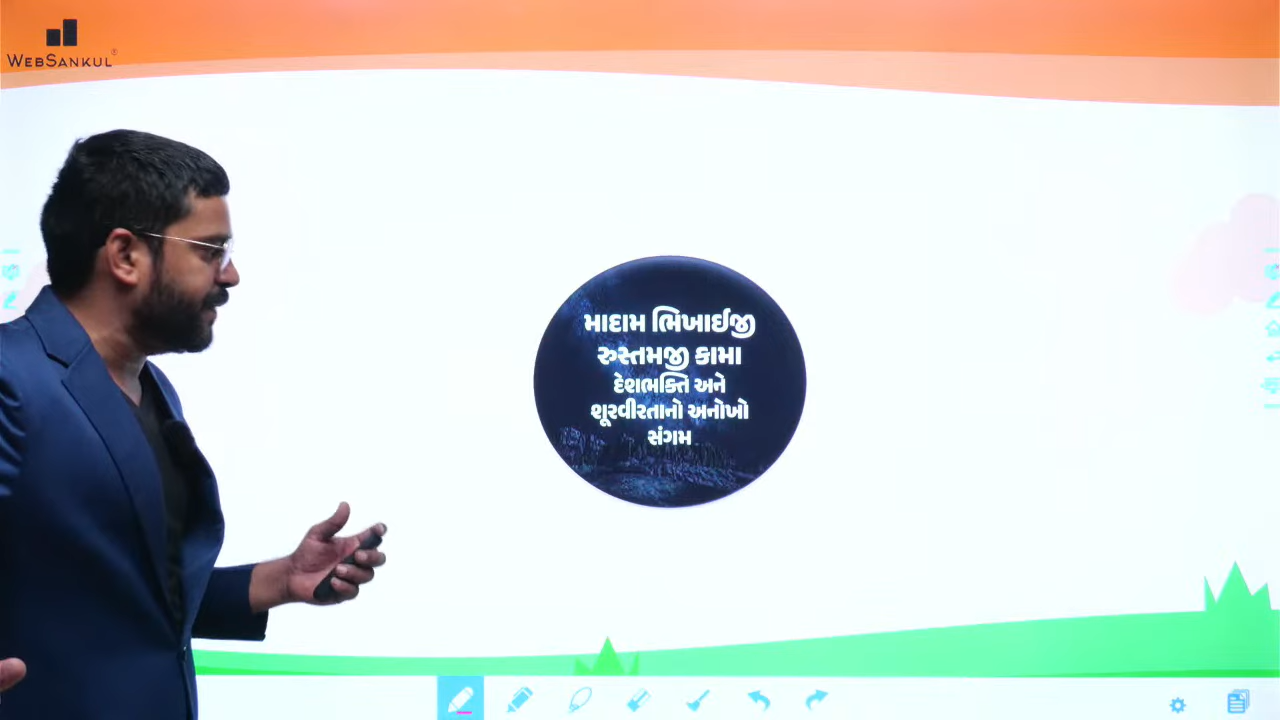 WEBSANKUL®
માદામ ભિખાઈજી
રુસ્તમજી કામા
દેશભક્તિ અને
શૂરવીરતાનો અનોખો
સંગમ